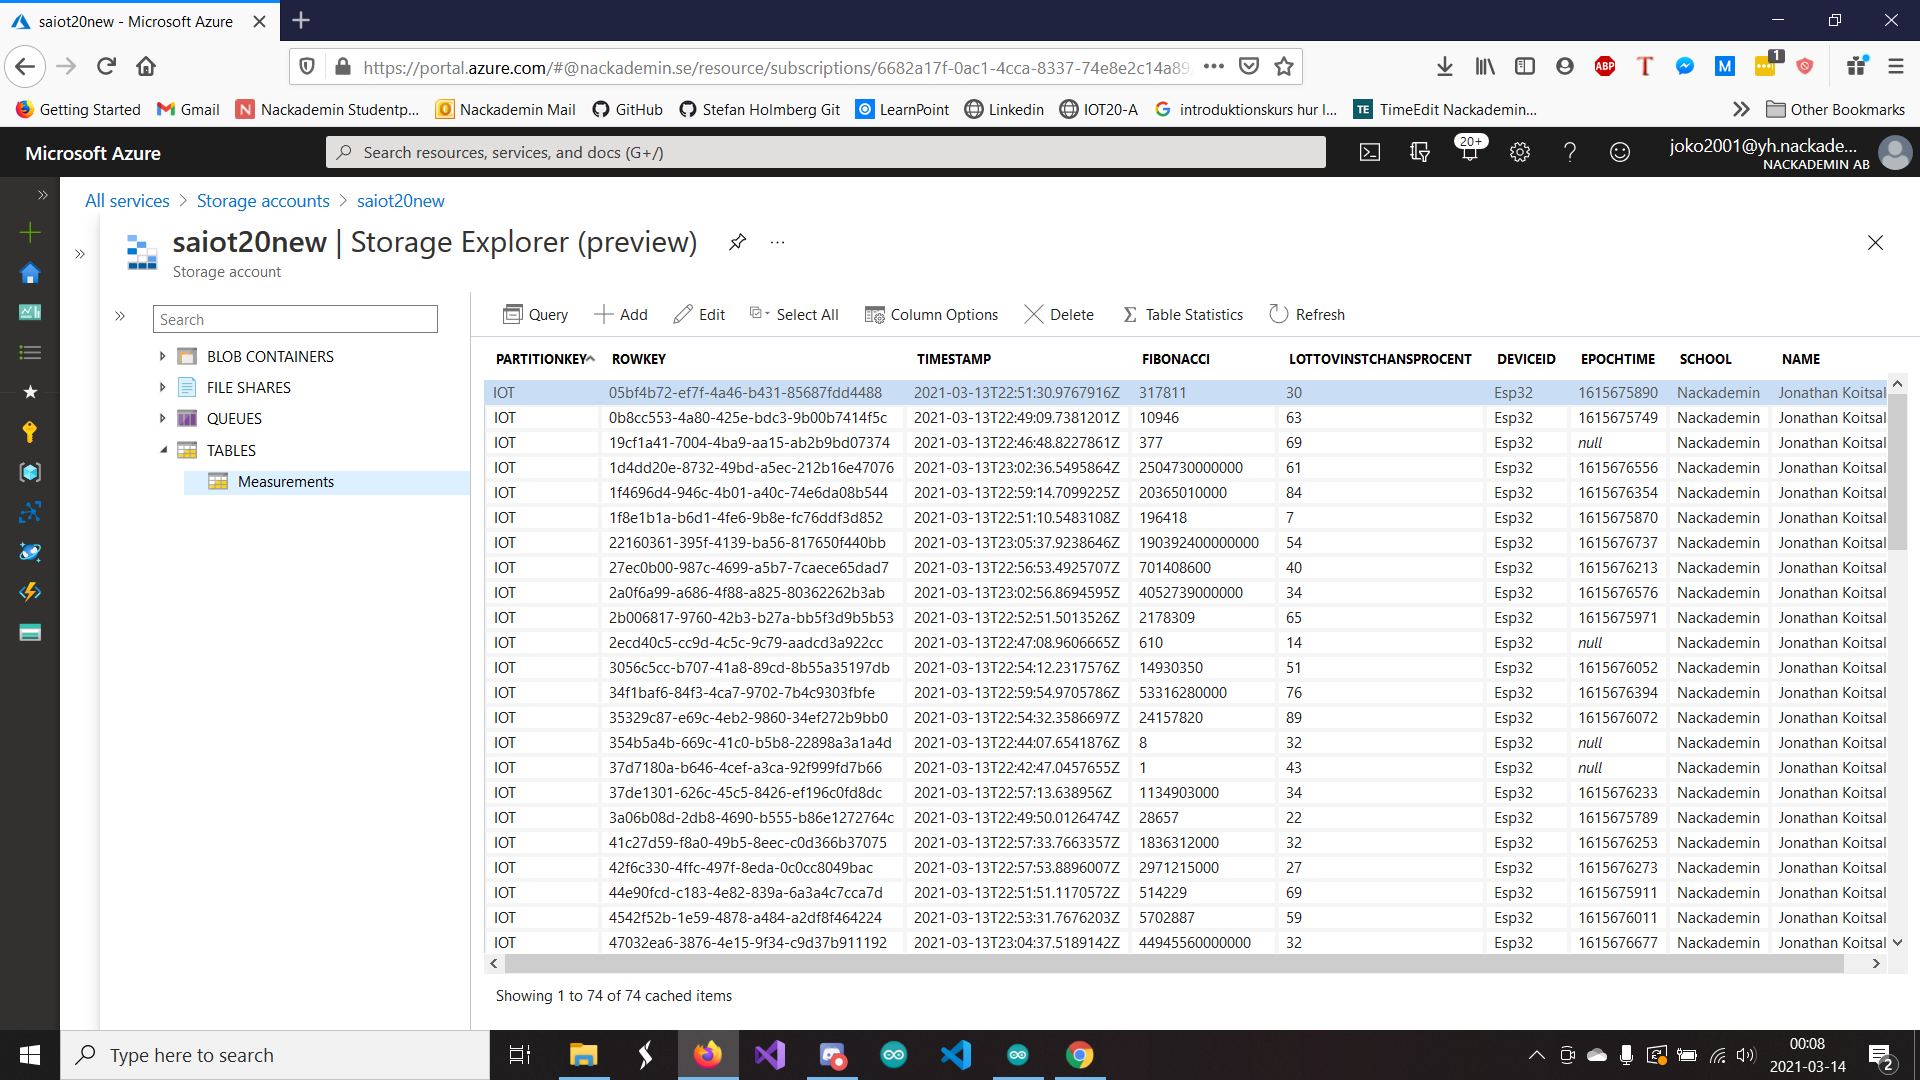 saiot20new - Microsoft Azure
https://portal.azure.com/#@nackademin.se/resource/subscriptions/6682a17f-0ac1-4cca-8337-74e8e2c14a89/
ABP T M 1
Getting Started Gmail Nackademin Studentp... Nackademin Mail GitHub Stefan Holmberg Git LearnPoint Linkedin IOT20-A introduktionskurs hur l... TE TimeEdit Nackademin... Other Bookmarks
Microsoft Azure Search resources, services, and docs (G+/) 20+ joko2001@yh.nackade...
NACKADEMIN AB
All services > Storage accounts > saiot20new
saiot20new | Storage Explorer (preview) ...
Storage account
Search
BLOB CONTAINERS
FILE SHARES
QUEUES
TABLES
Measurements
Query Add Edit Select All Column Options Delete Table Statistics Refresh
PARTITIONKEY ROWKEY TIMESTAMP FIBONACCI LOTTOVINSTCHANSPROCENT DEVICEID EPOCHTIME SCHOOL NAME
IOT 05bf4b72-ef7f-4a46-b431-85687fdd4488 2021-03-13T22:51:30.9767916Z 317811 30 Esp32 1615675890 Nackademin Jonathan Koitsal
IOT 0b8cc553-4a80-425e-bdc3-9b00b7414f5c 2021-03-13T22:49:09.7381201Z 10946 63 Esp32 1615675749 Nackademin Jonathan Koitsal
IOT 19cf1a41-7004-4ba9-aa15-ab2b9bd07374 2021-03-13T22:46:48.8227861Z 377 69 Esp32 null Nackademin Jonathan Koitsal
IOT 1d4dd20e-8732-49bd-a5ec-212b16e47076 2021-03-13T23:02:36.5495864Z 2504730000000 61 Esp32 1615676556 Nackademin Jonathan Koitsal
IOT 1f4696d4-946c-4b01-a40c-74e6da08b544 2021-03-13T22:59:14.7099225Z 20365010000 84 Esp32 1615676354 Nackademin Jonathan Koitsal
IOT 1f8e1b1a-b6d1-4fe6-9b8e-fc76ddf3d852 2021-03-13T22:51:10.5483108Z 196418 7 Esp32 1615675870 Nackademin Jonathan Koitsal
IOT 22160361-395f-4139-ba56-817650f440bb 2021-03-13T23:05:37.9238646Z 190392400000000 54 Esp32 1615676737 Nackademin Jonathan Koitsal
IOT 27ec0b00-987c-4699-a5b7-7caece65dad7 2021-03-13T22:56:53.4925707Z 701408600 40 Esp32 1615676213 Nackademin Jonathan Koitsal
IOT 2a0f6a99-a686-4f88-a825-80362262b3ab 2021-03-13T23:02:56.8694595Z 4052739000000 34 Esp32 1615676576 Nackademin Jonathan Koitsal
IOT 2b006817-9760-42b3-b27a-bb5f3d9b5b53 2021-03-13T22:52:51.5013526Z 2178309 65 Esp32 1615675971 Nackademin Jonathan Koitsal
IOT 2ecd40c5-cc9d-4c5c-9c79-aadcd3a922cc 2021-03-13T22:47:08.9606665Z 610 14 Esp32 null Nackademin Jonathan Koitsal
IOT 3056c5cc-b707-41a8-89cd-8b55a35197db 2021-03-13T22:54:12.2317576Z 14930350 51 Esp32 1615676052 Nackademin Jonathan Koitsal
IOT 34f1baf6-84f3-4ca7-9702-7b4c9303fbfe 2021-03-13T22:59:54.9705786Z 53316280000 76 Esp32 1615676394 Nackademin Jonathan Koitsal
IOT 35329c87-e69c-4eb2-9860-34ef272b9bb0 2021-03-13T22:54:32.3586697Z 24157820 89 Esp32 1615676072 Nackademin Jonathan Koitsal
IOT 354b5a4b-669c-41c0-b5b8-22898a3a1a4d 2021-03-13T22:44:07.6541876Z 8 32 Esp32 null Nackademin Jonathan Koitsal
IOT 37d7180a-b646-4cef-a3ca-92f999fd7b66 2021-03-13T22:42:47.0457655Z 1 43 Esp32 null Nackademin Jonathan Koitsal
IOT 37de1301-626c-45c5-8426-ef196c0fd8dc 2021-03-13T22:57:13.638956Z 1134903000 34 Esp32 1615676233 Nackademin Jonathan Koitsal
IOT 3a06b08d-2db8-4690-b555-b86e1272764c 2021-03-13T22:49:50.0126474Z 28657 22 Esp32 1615675789 Nackademin Jonathan Koitsal
IOT 41c27d59-f8a0-49b5-8eec-c0d366b37075 2021-03-13T22:57:33.7663357Z 1836312000 32 Esp32 1615676253 Nackademin Jonathan Koitsal
IOT 42f6c330-4ffc-497f-8eda-0c0cc8049bac 2021-03-13T22:57:53.8896007Z 2971215000 27 Esp32 1615676273 Nackademin Jonathan Koitsal
IOT 44e90fcd-c183-4e82-839a-6a3a4c7cca7d 2021-03-13T22:51:51.1170572Z 514229 69 Esp32 1615675911 Nackademin Jonathan Koitsal
IOT 4542f52b-1e59-4878-a484-a2df8f464224 2021-03-13T22:53:31.7676203Z 5702887 59 Esp32 1615676011 Nackademin Jonathan Koitsal
IOT 47032ea6-3876-4e15-9f34-c9d37b911192 2021-03-13T23:04:37.5189142Z 44945560000000 32 Esp32 1615676677 Nackademin Jonathan Koitsal
Showing 1 to 74 of 74 cached items
Type here to search
00:08
2021-03-14
2